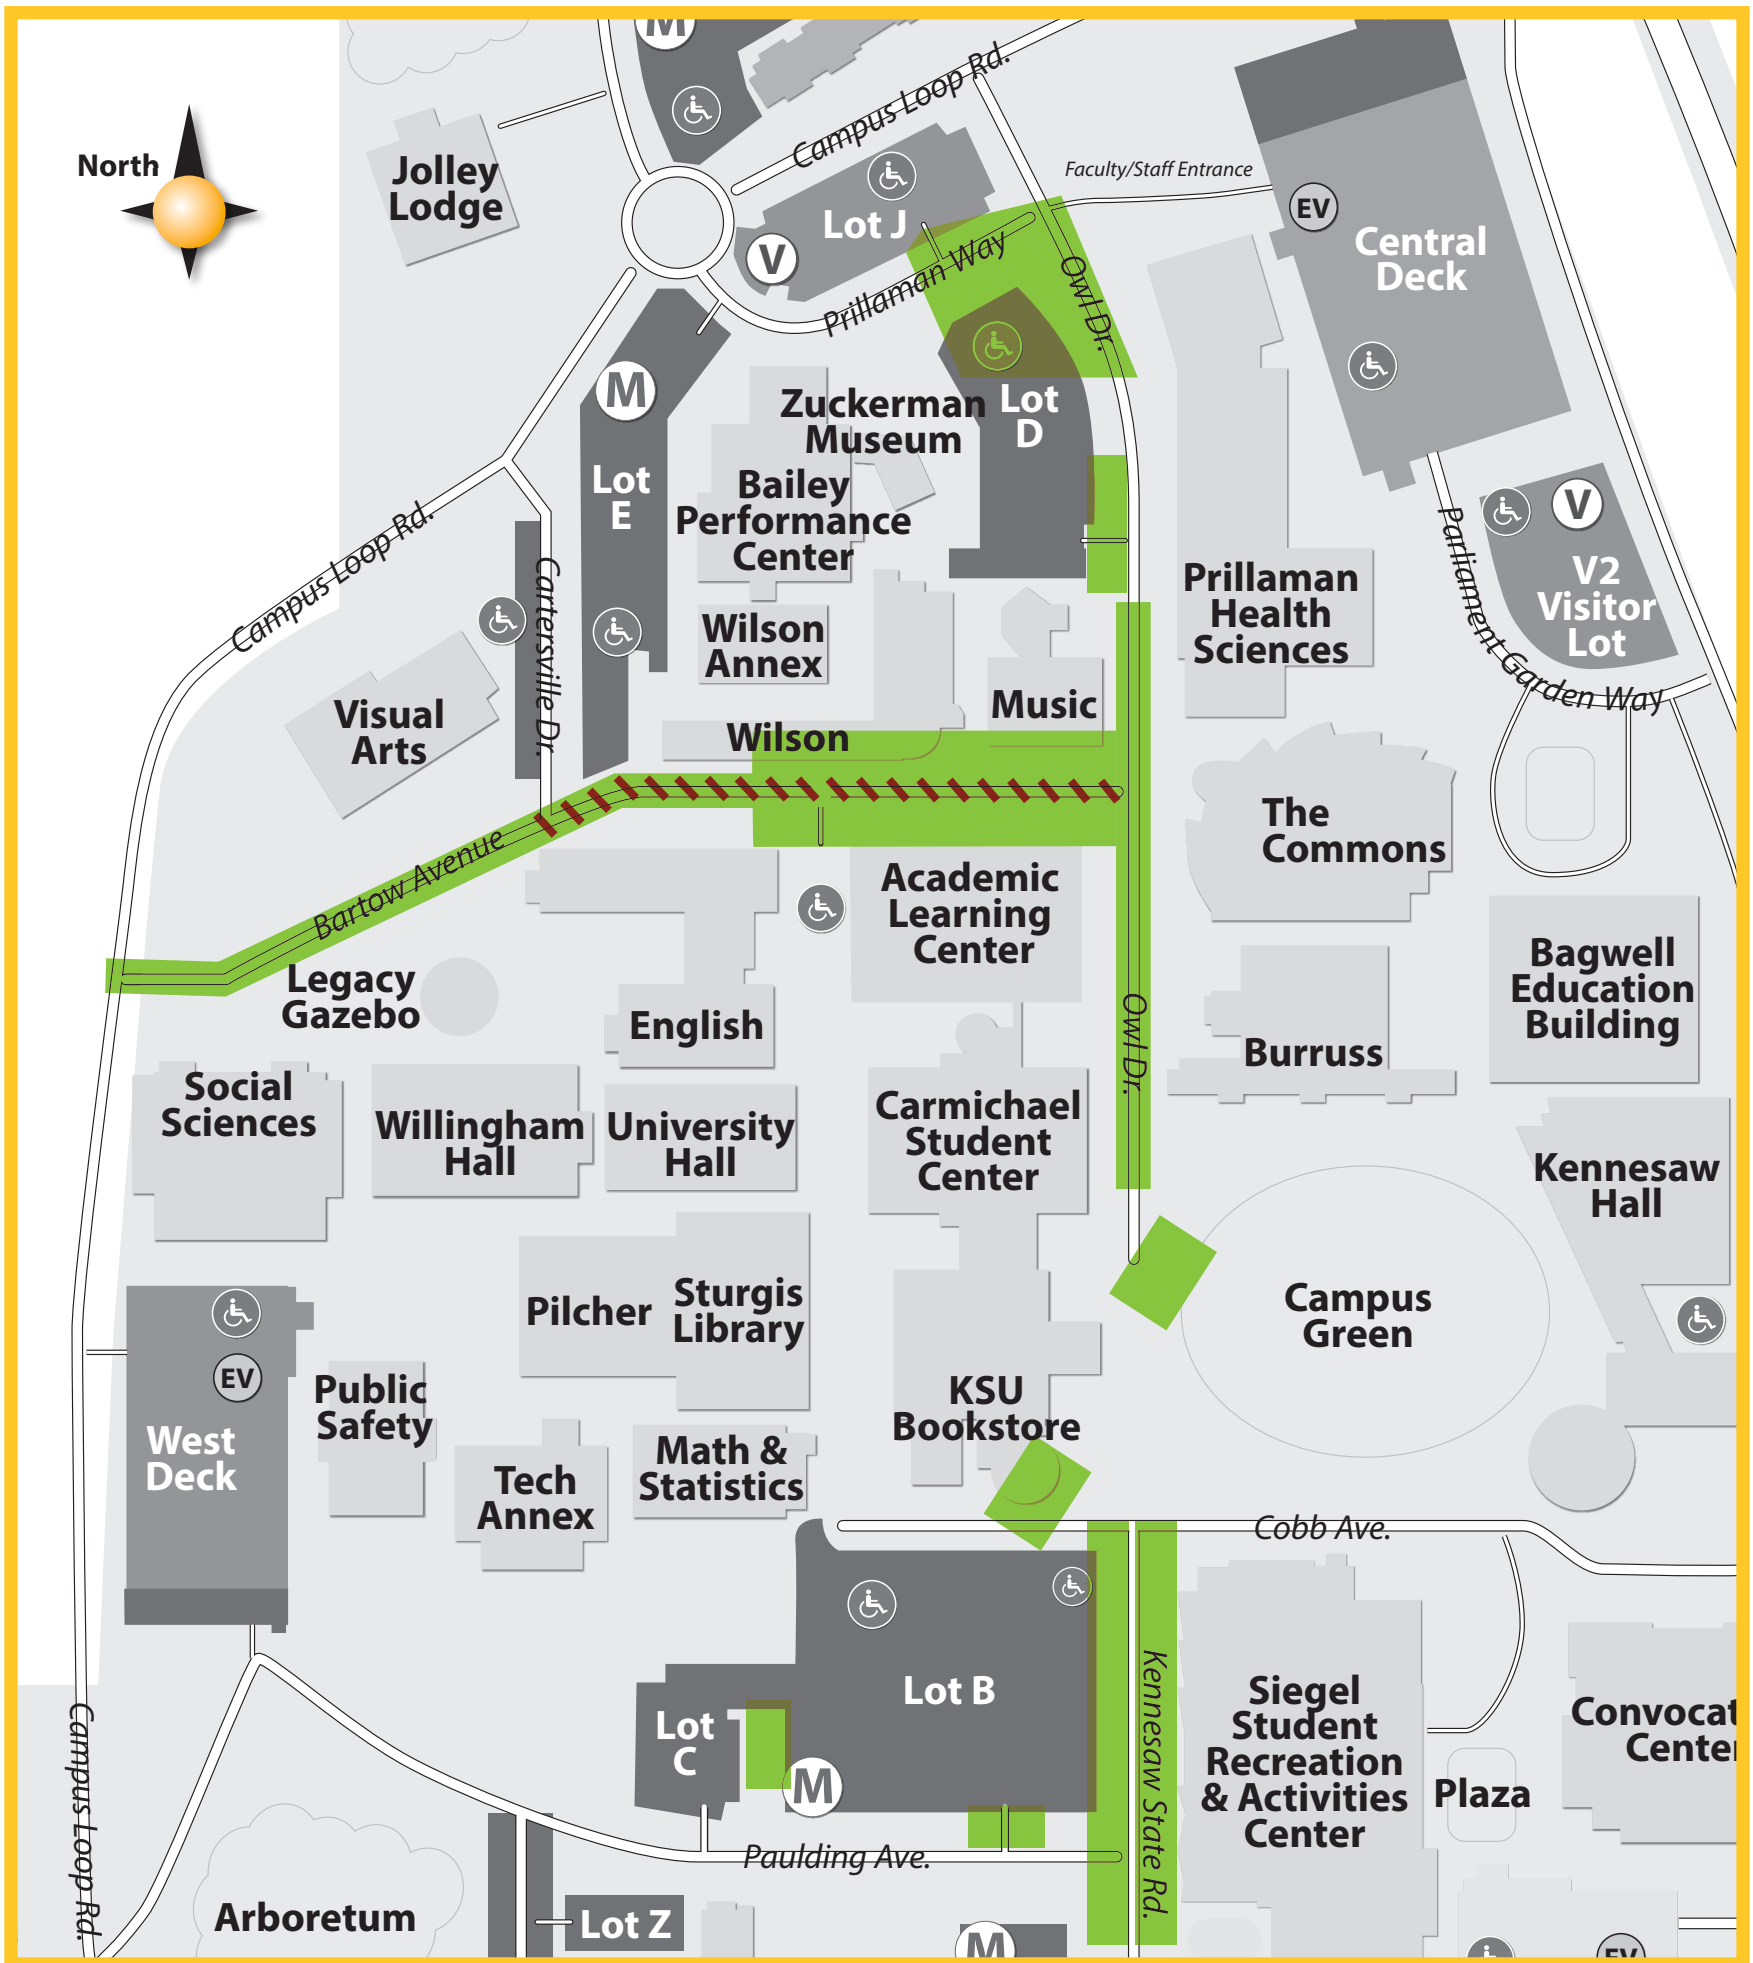 M
Campus Loop Rd.
North
Jolley
Lodge
Faculty/Staff Entrance
Lot J
V
EV
Central
Deck
Prillaman Way
Owl Dr.
M
Zuckerman
Museum
Lot
D
Lot
E
Bailey
Performance
Center
V
V2
Visitor
Lot
Parliament Garden Way
Campus Loop Rd.
Cartersville Dr.
Prillaman
Health
Sciences
Wilson
Annex
Visual
Arts
Music
Wilson
The
Commons
Bartow Avenue
Academic
Learning
Center
Legacy
Gazebo
English
Owl Dr.
Bagwell
Education
Building
Burruss
Social
Sciences
Willingham
Hall
University
Hall
Carmichael
Student
Center
Kennesaw
Hall
Pilcher
Sturgis
Library
Campus
Green
EV
Public
Safety
KSU
Bookstore
West
Deck
Math &
Statistics
Tech
Annex
Cobb Ave.
Lot B
Lot
C
M
Kennesaw State Rd.
Siegel
Student
Recreation
& Activities
Center
Convocat
Center
Plaza
Campus Loop Rd.
Paulding Ave.
Arboretum
Lot Z
M
EV